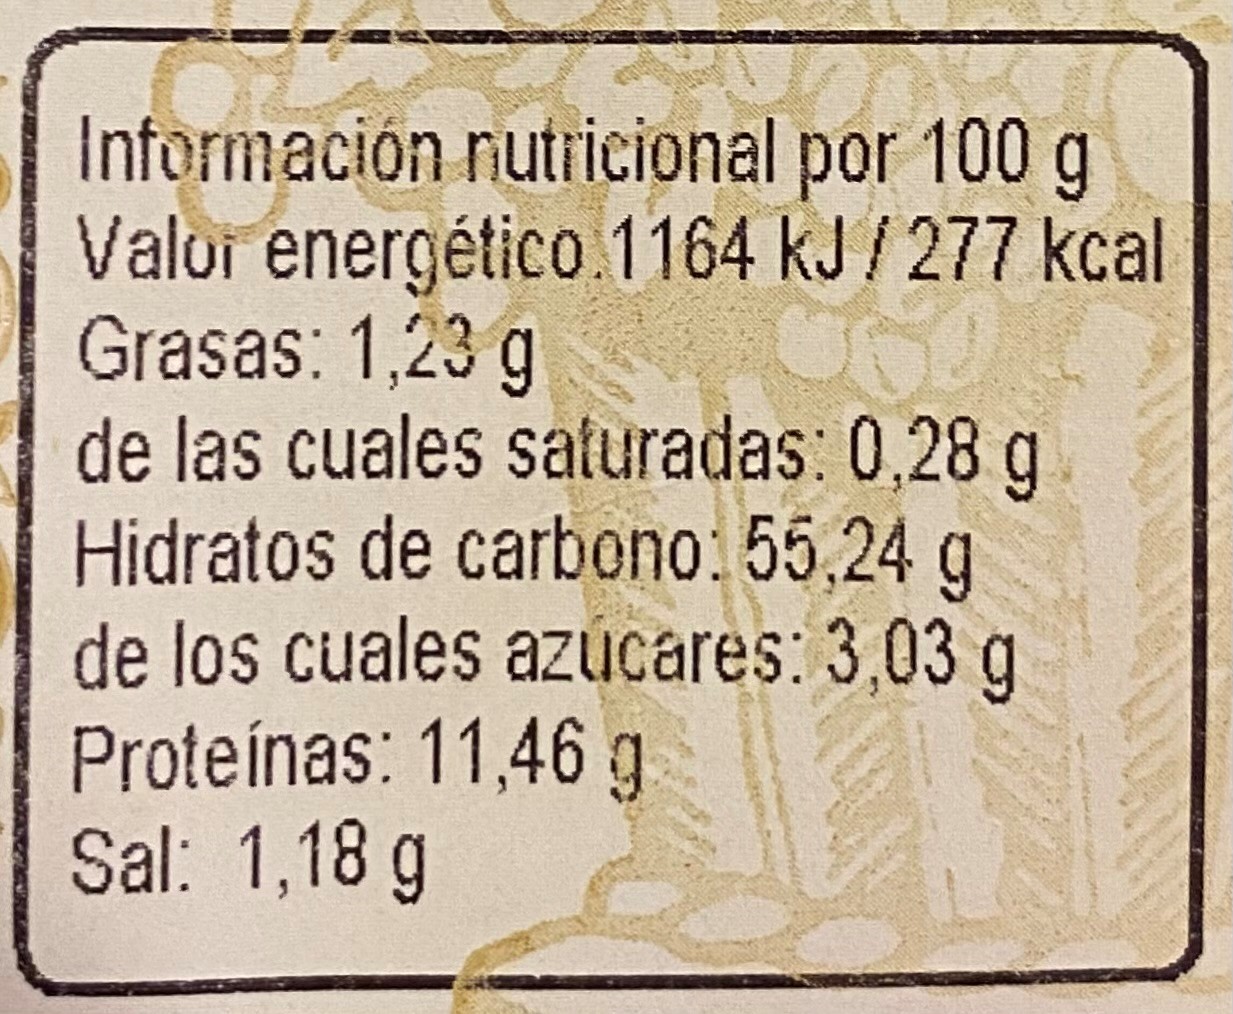 Información nutricional por 100 g
Valor energético.1164 kJ / 277 kcal
Grasas: 1,23 g
de las cuales saturadas: 0,28 g
Hidratos de carbono: 55,24 g
de los cuales azúcares: 3,03 g
Proteínas: 11,46 g
Sal: 1,18 g